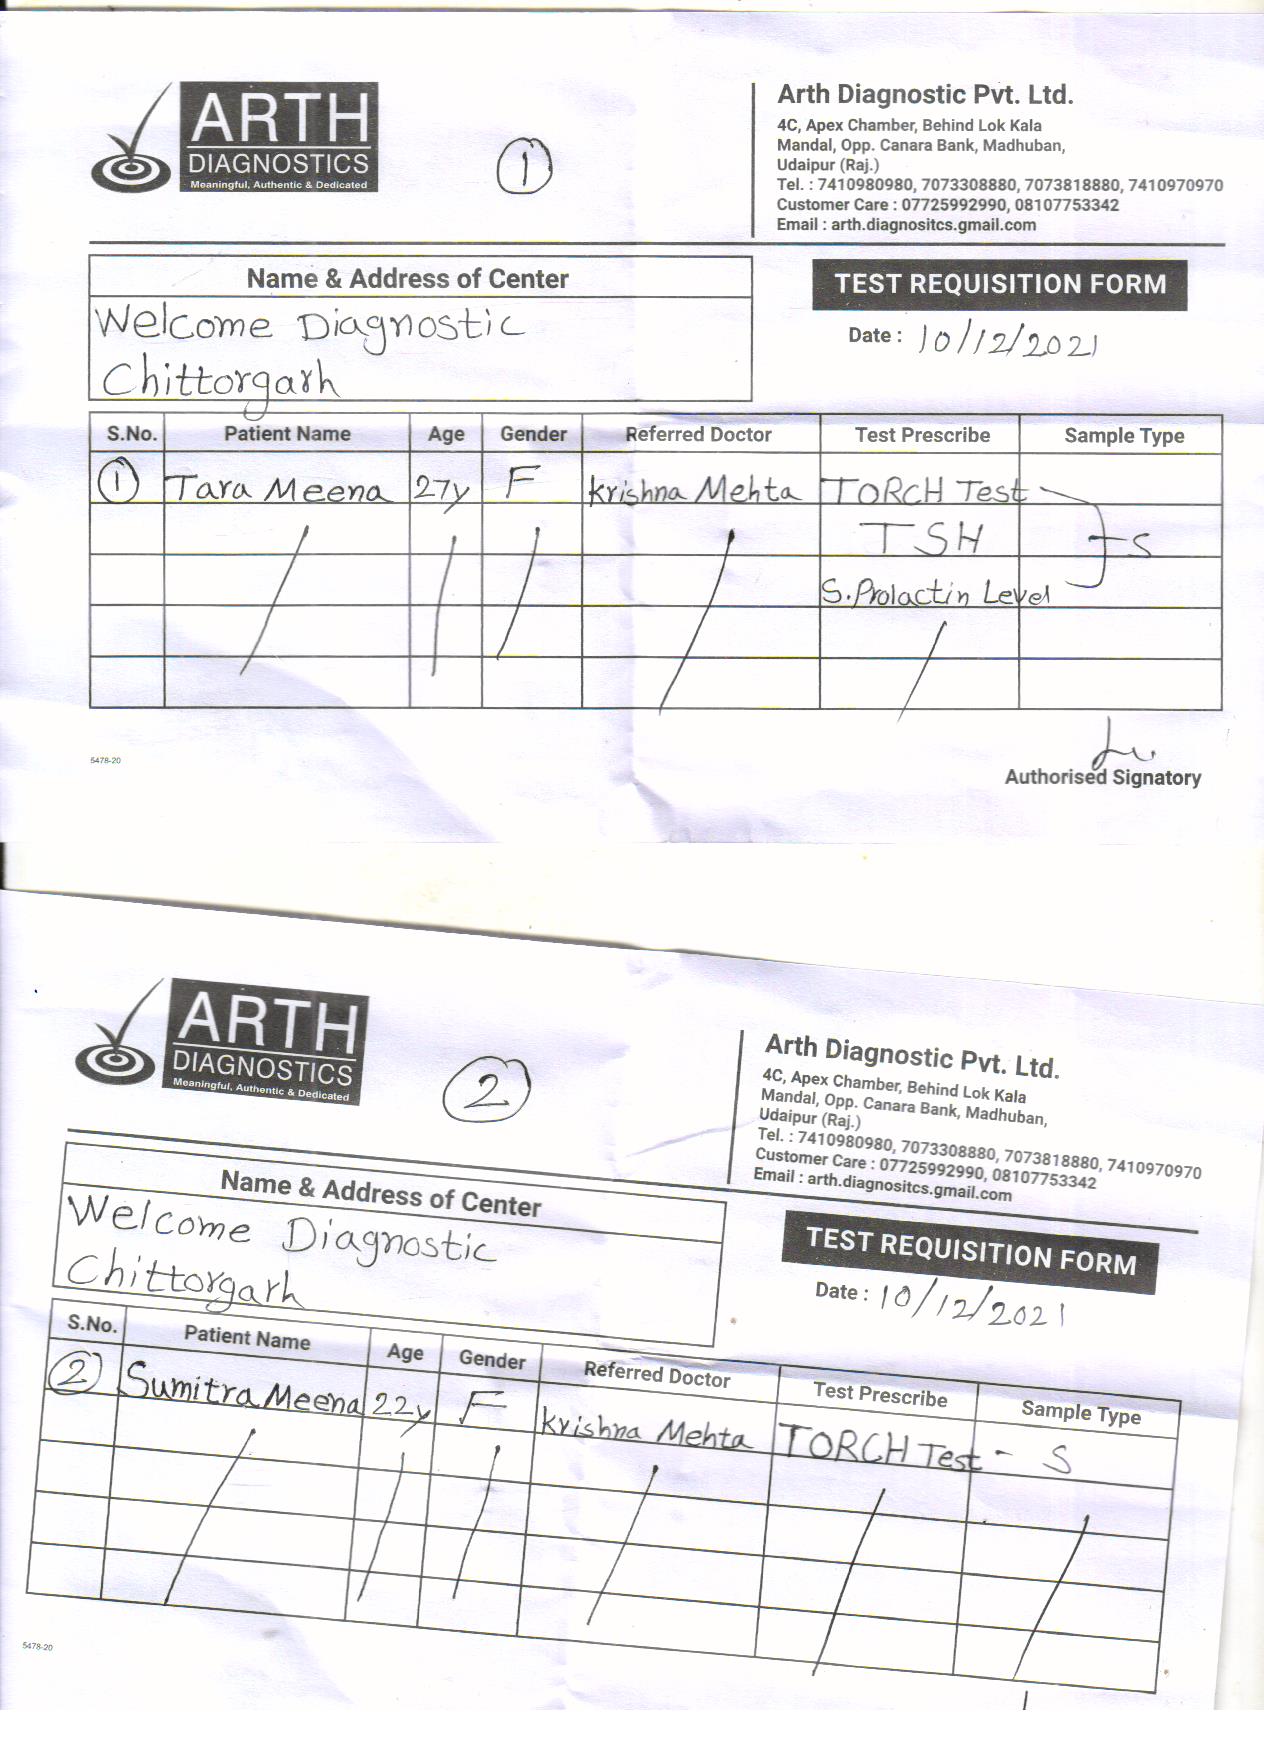 ARTH
DIAGNOSTICS
Meaningful, Authentic & Dedicated
1
Arth Diagnostic Pvt. Ltd.
4C, Apex Chamber, Behind Lok Kala
Mandal, Opp. Canara Bank, Madhuban,
Udaipur (Raj.)
Tel. : 7410980980, 7073308880, 7073818880, 7410970970
Customer Care : 07725992990, 08107753342
Email : arth.diagnositcs.gmail.com
Name & Address of Center
Welcome Diagnostic
Chittorgarh
TEST REQUISITION FORM
Date : 10/12/2021
S.No. Patient Name Age Gender Referred Doctor Test Prescribe Sample Type
1 Tara Meena 27y F Krishna Mehta TORCH Test
TSH - S
S. Prolactin Level
5478-20
Authorised Signatory
ARTH
DIAGNOSTICS
Meaningful, Authentic & Dedicated
2
Arth Diagnostic Pvt. Ltd.
4C, Apex Chamber, Behind Lok Kala
Mandal, Opp. Canara Bank, Madhuban,
Udaipur (Raj.)
Tel. : 7410980980, 7073308880, 7073818880, 7410970970
Customer Care : 07725992990, 08107753342
Email : arth.diagnositcs.gmail.com
Name & Address of Center
Welcome Diagnostic
Chittorgarh
TEST REQUISITION FORM
Date : 10/12/2021
S.No. Patient Name Age Gender Referred Doctor Test Prescribe Sample Type
2 Sumitra Meena 22y F Krishna Mehta TORCH Test - S
5478-20